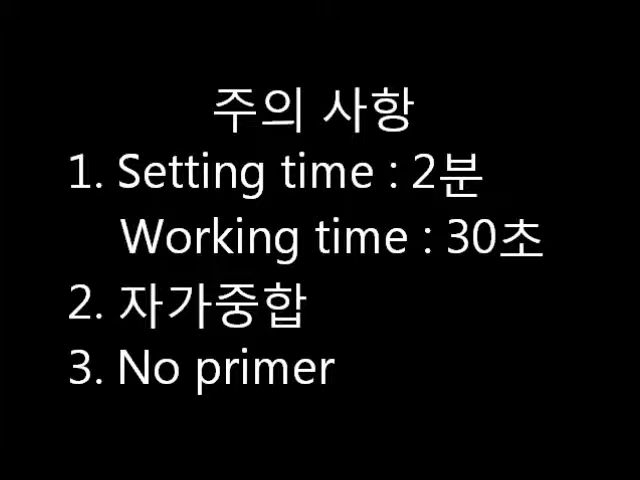 주의 사항
1. Setting time : 2분
Working time : 30초
2. 자가중합
3. No primer